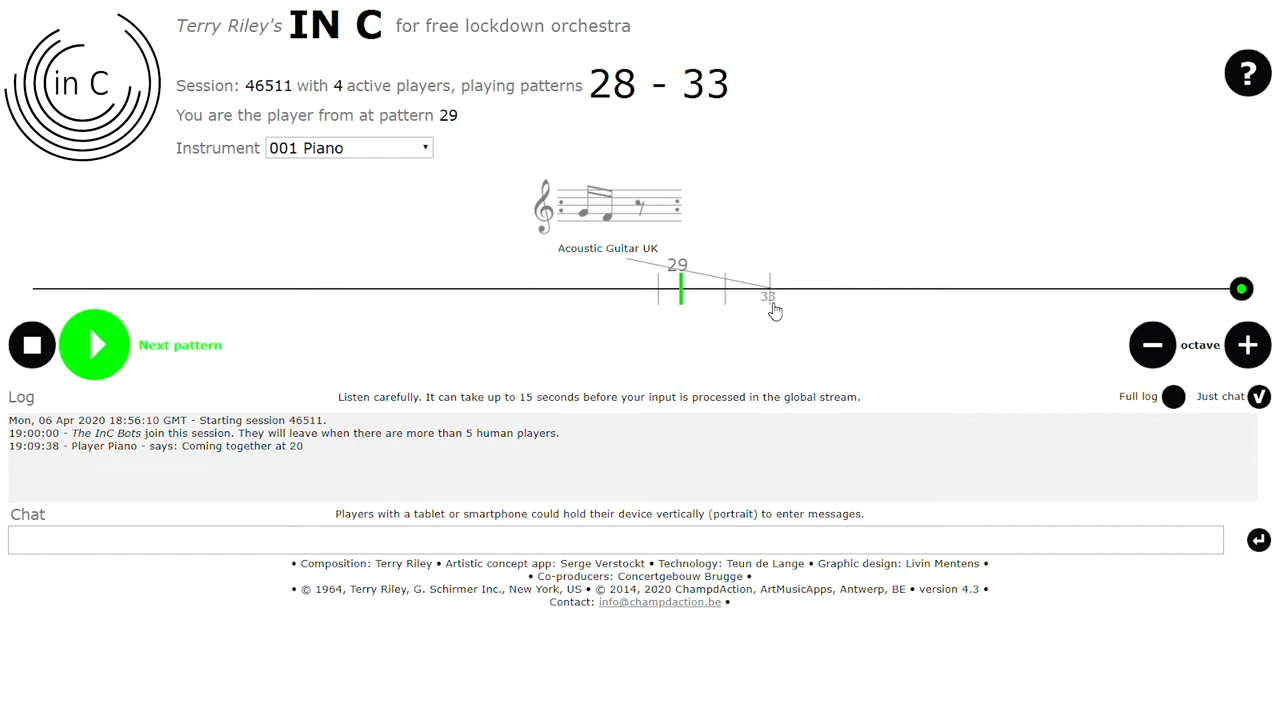 in C
Terry Riley's IN C for free lockdown orchestra
?
Session: 46511 with 4 active players, playing patterns 28 - 33
You are the player from at pattern 29
Instrument 001 Piano
Acoustic Guitar UK
29
33
Next pattern
− octave +
Log
Listen carefully. It can take up to 15 seconds before your input is processed in the global stream.
Full log Just chat √
Mon, 06 Apr 2020 18:56:10 GMT - Starting session 46511.
19:00:00 - The InC Bots join this session. They will leave when there are more than 5 human players.
19:09:38 - Player Piano - says: Coming together at 20
Chat
Players with a tablet or smartphone could hold their device vertically (portrait) to enter messages.
• Composition: Terry Riley • Artistic concept app: Serge Verstockt • Technology: Teun de Lange • Graphic design: Livin Mentens •
• Co-producers: Concertgebouw Brugge •
• © 1964, Terry Riley, G. Schirmer Inc., New York, US • © 2014, 2020 ChampdAction, ArtMusicApps, Antwerp, BE • version 4.3 •
Contact: info@champdaction.be •